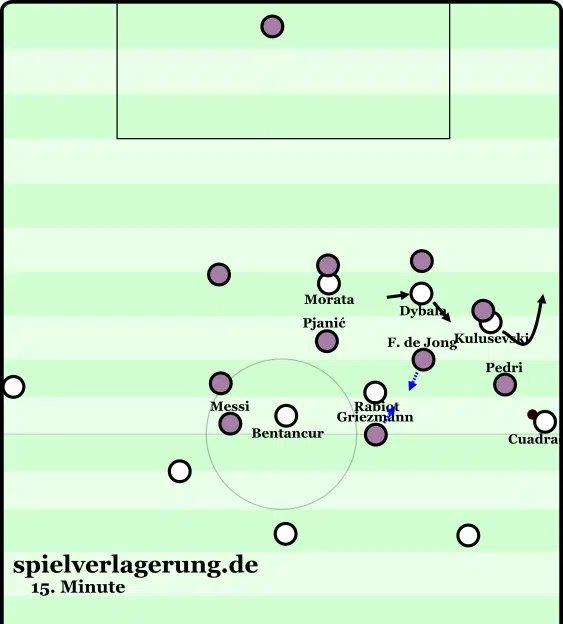 Morata
Dybala
Pjanić
F. de Jong
Kulusevski
Pedri
Messi
Rabiot
Griezmann
Bentancur
Cuadra
spielverlagerung.de
15. Minute